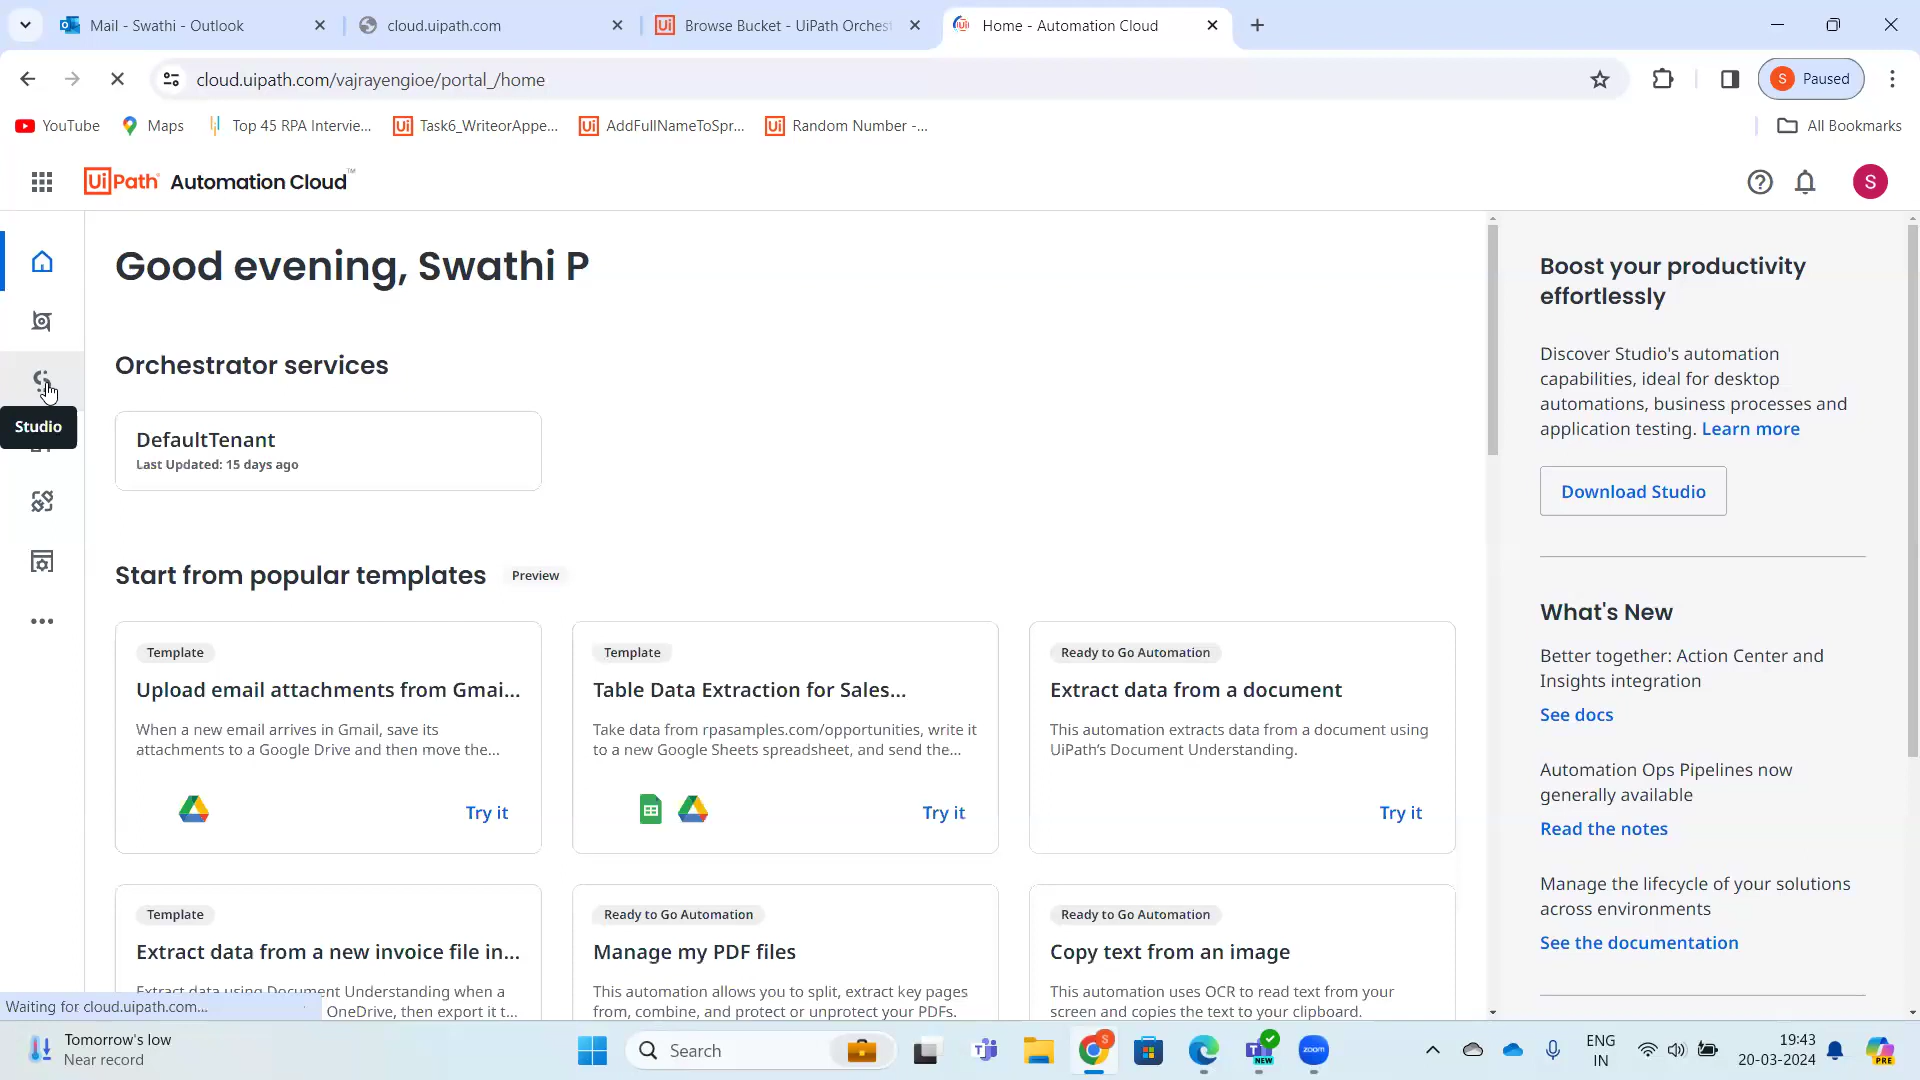 Mail - Swathi - Outlook
cloud.uipath.com
Browse Bucket - UiPath Orchest
Home - Automation Cloud
cloud.uipath.com/vajrayengioe/portal_/home
S Paused
YouTube
Maps
Top 45 RPA Intervie...
Task6_WriteorAppe...
AddFullNameToSpr...
Random Number -...
All Bookmarks
UiPath Automation Cloud™
S
Good evening, Swathi P
Orchestrator services
DefaultTenant
Last Updated: 15 days ago
Studio
Start from popular templates Preview
Template
Upload email attachments from Gmai...
When a new email arrives in Gmail, save its
attachments to a Google Drive and then move the...
Try it
Template
Table Data Extraction for Sales...
Take data from rpasamples.com/opportunities, write it
to a new Google Sheets spreadsheet, and send the...
Try it
Ready to Go Automation
Extract data from a document
This automation extracts data from a document using
UiPath's Document Understanding.
Try it
Template
Extract data from a new invoice file in...
Extract data using Document Understanding when a
OneDrive, then export it t...
Ready to Go Automation
Manage my PDF files
This automation allows you to split, extract key pages
from, combine, and protect or unprotect your PDFs.
Ready to Go Automation
Copy text from an image
This automation uses OCR to read text from your
screen and copies the text to your clipboard.
Boost your productivity
effortlessly
Discover Studio's automation
capabilities, ideal for desktop
automations, business processes and
application testing. Learn more
Download Studio
What's New
Better together: Action Center and
Insights integration
See docs
Automation Ops Pipelines now
generally available
Read the notes
Manage the lifecycle of your solutions
across environments
See the documentation
Waiting for cloud.uipath.com...
Tomorrow's low
Near record
Search
S
NEW
zoom
ENG
IN
19:43
20-03-2024
PRE